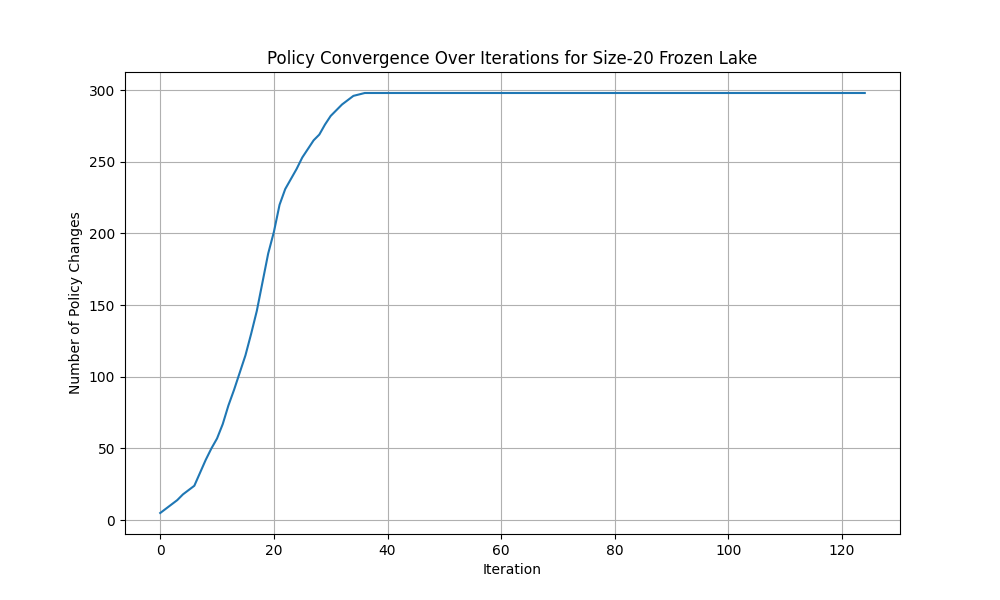 Policy Convergence Over Iterations for Size-20 Frozen Lake
300
250
200
150
100
50
0
Number of Policy Changes
0 20 40 60 80 100 120
Iteration